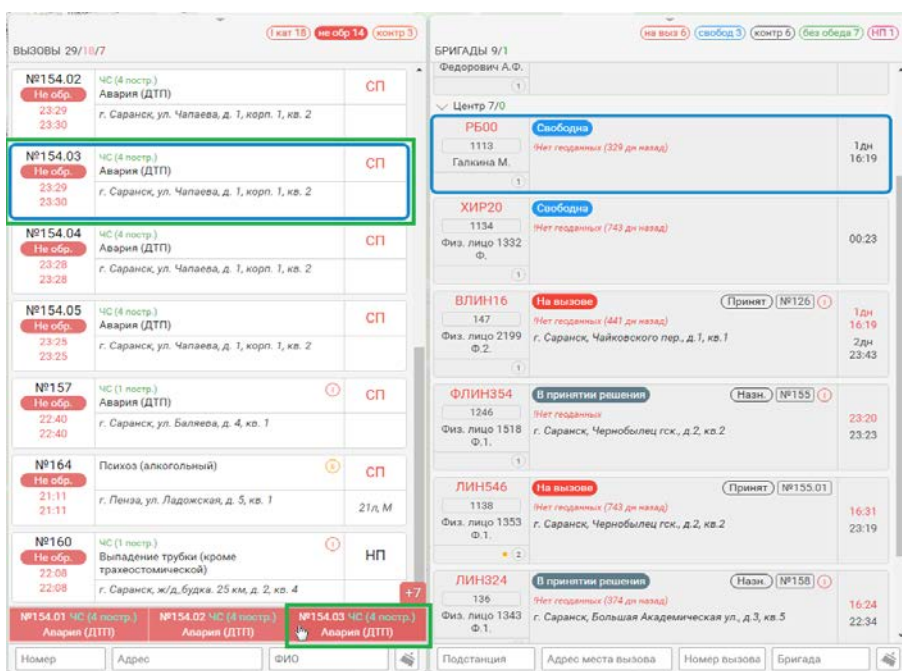 I кат 18 не обр 14 контр 3
ВЫЗОВЫ 29/18/7
№154.02 ЧС (4 постр.)
Авария (ДТП) СП
Не обр.
23:29 г. Саранск, ул. Чапаева, д. 1, корп. 1, кв. 2
23:30
№154.03 ЧС (4 постр.)
Авария (ДТП) СП
Не обр.
23:29 г. Саранск, ул. Чапаева, д. 1, корп. 1, кв. 2
23:30
№154.04 ЧС (4 постр.)
Авария (ДТП) СП
Не обр.
23:28 г. Саранск, ул. Чапаева, д. 1, корп. 1, кв. 2
23:28
№154.05 ЧС (4 постр.)
Авария (ДТП) СП
Не обр.
23:25 г. Саранск, ул. Чапаева, д. 1, корп. 1, кв. 2
23:25
№157 ЧС (1 постр.)
Авария (ДТП) СП
Не обр.
22:40 г. Саранск, ул. Баляева, д. 4, кв. 1
22:40
№164 Психоз (алкогольный) СП
Не обр.
21:11 г. Пенза, ул. Ладожская, д. 5, кв. 1 21л, М
21:11
№160 ЧС (1 постр.)
Не обр. Выпадение трубки (кроме НП
трахеостомической)
22:08
22:08 г. Саранск, ж/д_будка. 25 км, д. 2, кв. 4
+7
№154.01 ЧС (4 постр.) №154.02 ЧС (4 постр.) №154.03 ЧС (4 постр.)
Авария (ДТП) Авария (ДТП) Авария (ДТП)
Номер Адрес ФИО
на выз 6 свобод 3 контр 6 без обеда 7 НП 1
БРИГАДЫ 9/1
Федорович А.Ф.
1
Центр 7/0
РБ00 Свободна
1113 !Нет геоданных (329 дн назад) 1дн
Галкина М. 16:19
1
ХИР20 Свободна
1134 !Нет геоданных (743 дн назад)
Физ. лицо 1332 00:23
Ф.
1
ВЛИН16 На вызове Принят №126
147 !Нет геоданных (441 дн назад) 1дн
16:19
Физ. лицо 2199 г. Саранск, Чайковского пер., д.1, кв.1
Ф.2. 2дн
23:43
1
ФЛИН354 В принятии решения Назн. №155
1246 !Нет геоданных 23:20
Физ. лицо 1518 г. Саранск, Чернобылец гск., д.2, кв.2 23:23
Ф.1.
1
ЛИН546 На вызове Принят №155.01
1138 !Нет геоданных (743 дн назад) 16:31
Физ. лицо 1353 г. Саранск, Чернобылец гск., д.2, кв.2 23:19
Ф.1.
2
ЛИН324 В принятии решения Назн. №158
136 !Нет геоданных (374 дн назад) 16:24
Физ. лицо 1343 г. Саранск, Большая Академическая ул., д.3, кв.5 22:34
Ф.1.
Подстанция Адрес места вызова Номер вызова Бригада